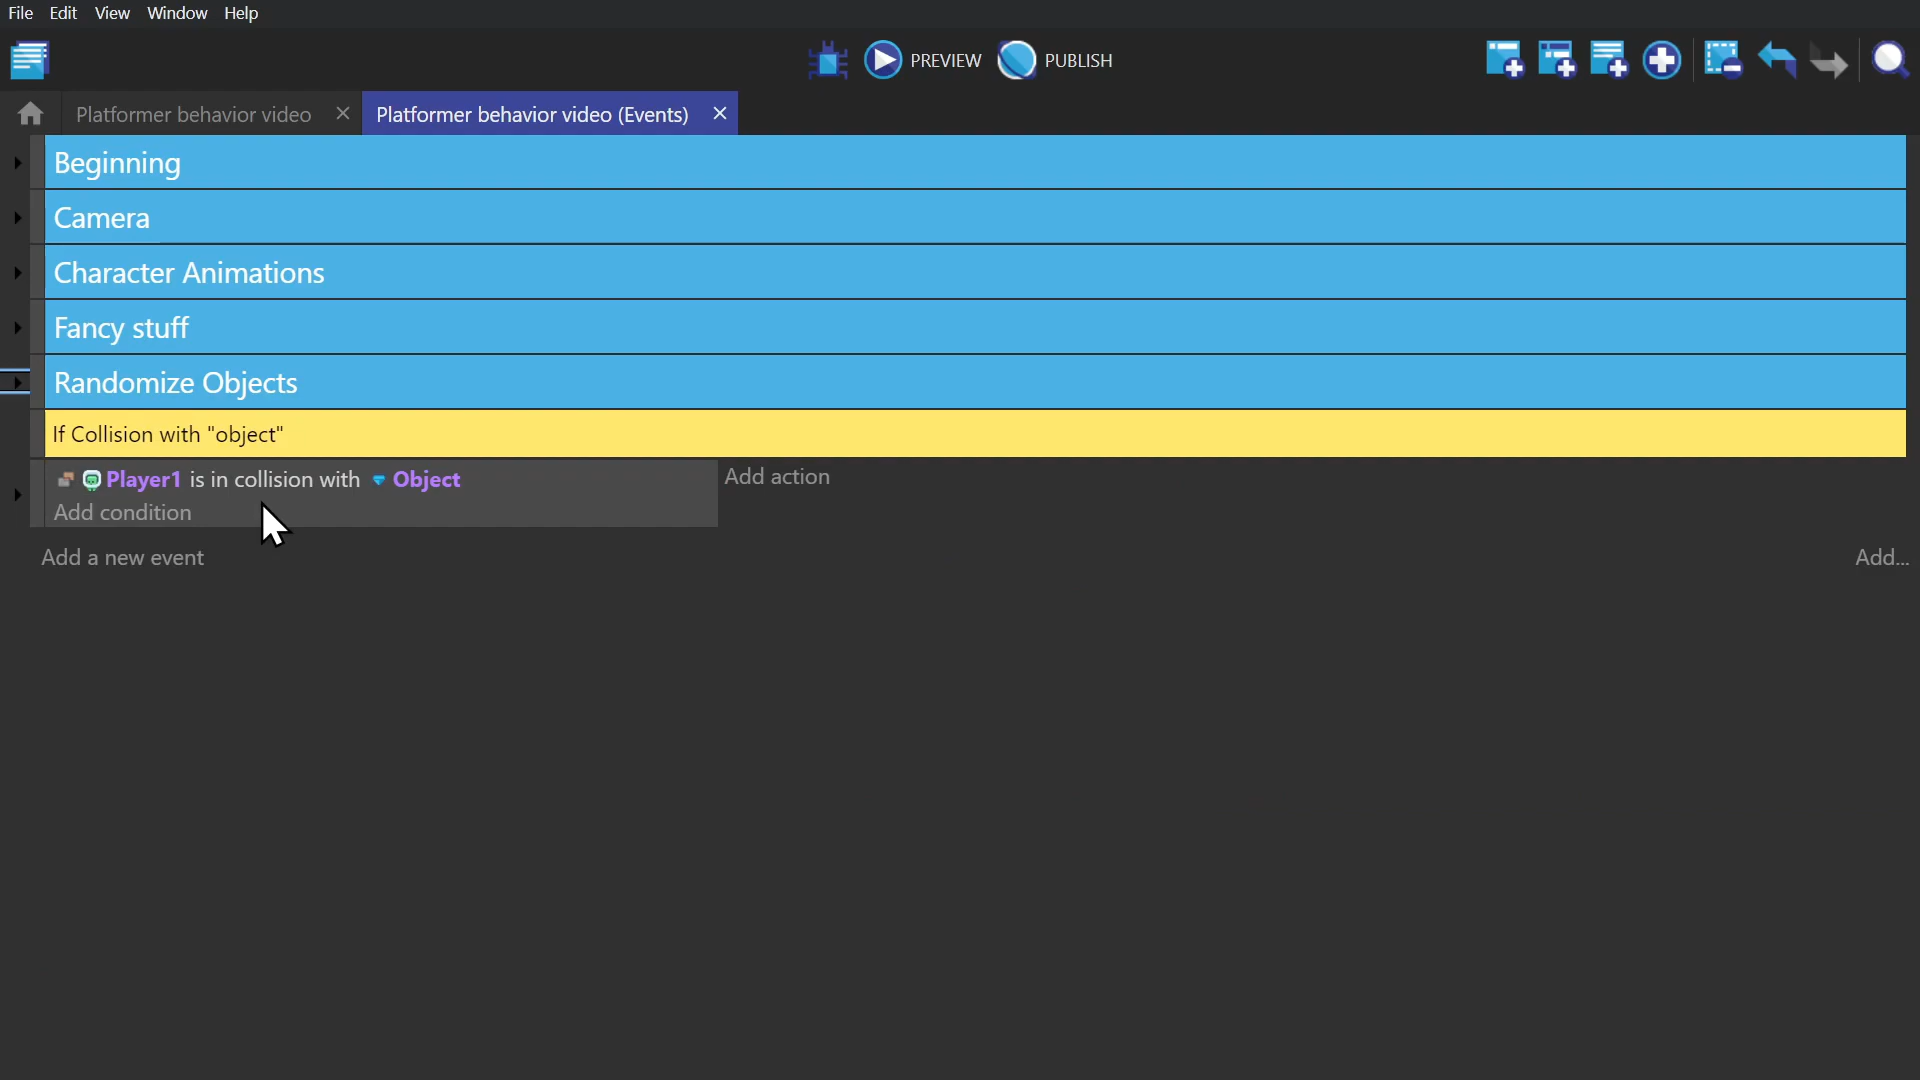 File Edit View Window Help
PREVIEW PUBLISH
Platformer behavior video Platformer behavior video (Events)
Beginning
Camera
Character Animations
Fancy stuff
Randomize Objects
If Collision with "object"
Player1 is in collision with Object Add action
Add condition
Add a new event Add...